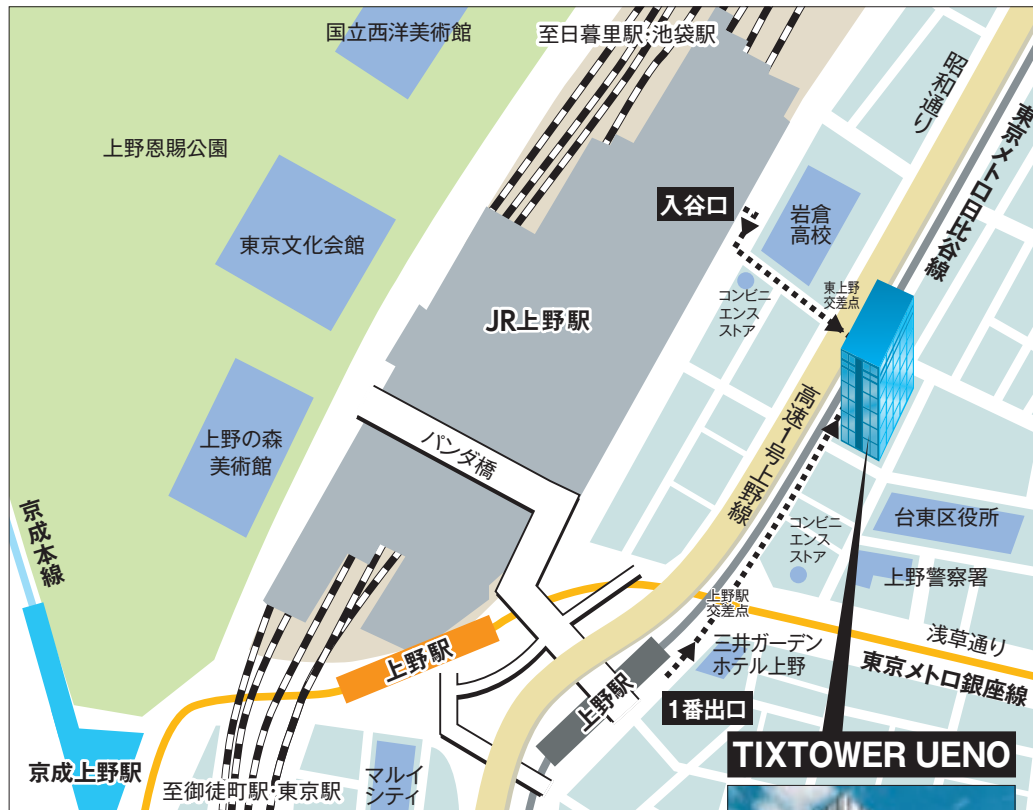 国立西洋美術館
至日暮里駅・池袋駅
昭和通り
東京メトロ日比谷線
上野恩賜公園
入谷口
岩倉
高校
東京文化会館
コンビニ
エンス
ストア
東上野
交差点
JR上野駅
高速1号上野線
パンダ橋
上野の森
美術館
京成本線
コンビニ
エンス
ストア
台東区役所
上野警察署
上野駅
交差点
浅草通り
三井ガーデン
ホテル上野
東京メトロ銀座線
上野駅
上野駅
1番出口
TIXTOWER UENO
京成上野駅
マルイ
シティ
至御徒町駅・東京駅